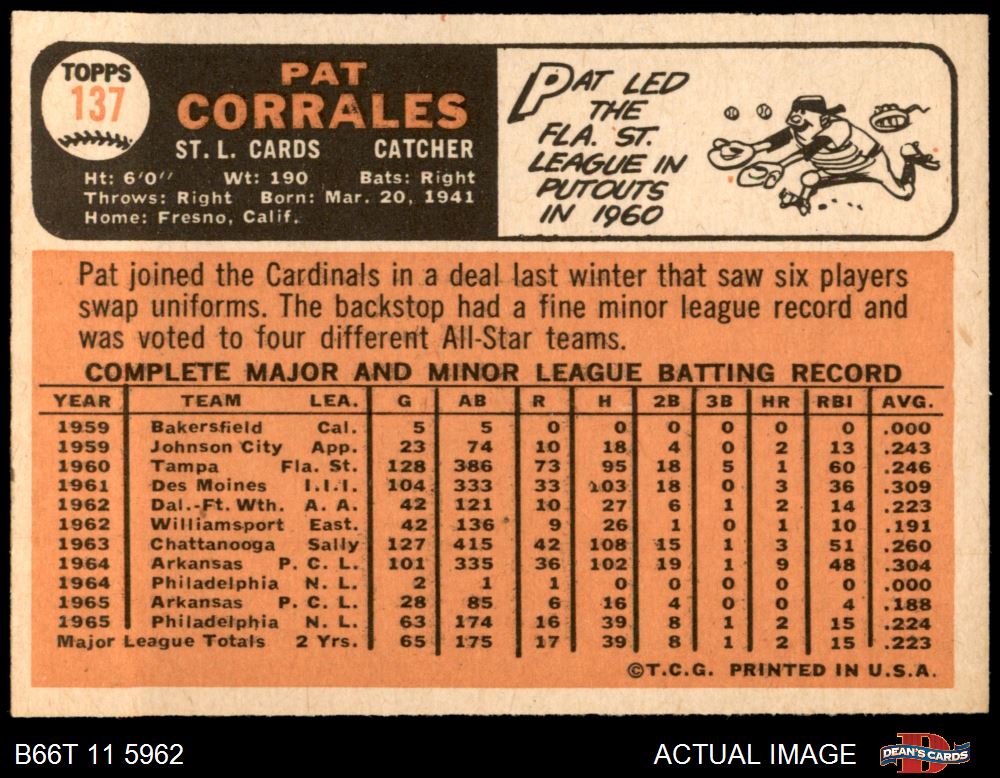 TOPPS
137
PAT
CORRALES
ST. L. CARDS CATCHER
Ht: 6'0" Wt: 190 Bats: Right
Throws: Right Born: Mar. 20, 1941
Home: Fresno, Calif.
PAT LED
THE
FLA. ST.
LEAGUE IN
PUTOUTS
IN 1960
Pat joined the Cardinals in a deal last winter that saw six players
swap uniforms. The backstop had a fine minor league record and
was voted to four different All-Star teams.
COMPLETE MAJOR AND MINOR LEAGUE BATTING RECORD
YEAR TEAM LEA. G AB R H 2B 3B HR RBI AVG.
1959 Bakersfield Cal. 5 5 0 0 0 0 0 0 .000
1959 Johnson City App. 23 74 10 18 4 0 2 13 .243
1960 Tampa Fla. St. 128 386 73 95 18 5 1 60 .246
1961 Des Moines I.I.I. 104 333 33 103 18 0 3 36 .309
1962 Dal.-Ft. Wth. A. A. 42 121 10 27 6 1 2 14 .223
1962 Williamsport East. 42 136 9 26 1 0 1 10 .191
1963 Chattanooga Sally 127 415 42 108 15 1 3 51 .260
1964 Arkansas P. C. L. 101 335 36 102 19 1 9 48 .304
1964 Philadelphia N. L. 2 1 1 0 0 0 0 0 .000
1965 Arkansas P. C. L. 28 85 6 16 4 0 0 4 .188
1965 Philadelphia N. L. 63 174 16 39 8 1 2 15 .224
Major League Totals 2 Yrs. 65 175 17 39 8 1 2 15 .223
©T.C.G. PRINTED IN U.S.A.
B66T 11 5962 ACTUAL IMAGE DEAN'S CARDS